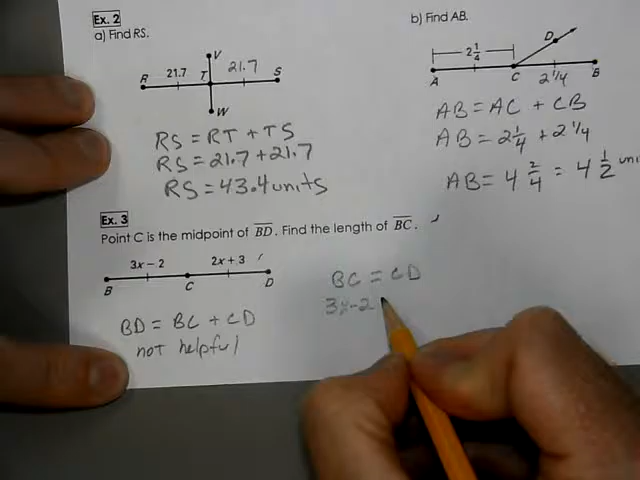 Ex. 2
a) Find RS.
V
R 21.7 T 21.7 S
W
RS = RT + TS
RS = 21.7 + 21.7
RS = 43.4 units
b) Find AB.
D
2 1/4
A C 2 1/4 B
AB = AC + CB
AB = 2 1/4 + 2 1/4
AB = 4 2/4 = 4 1/2 uni
Ex. 3
Point C is the midpoint of BD. Find the length of BC.
3x − 2 2x + 3
B C D
BD = BC + CD
not helpful
BC = CD
3x-2